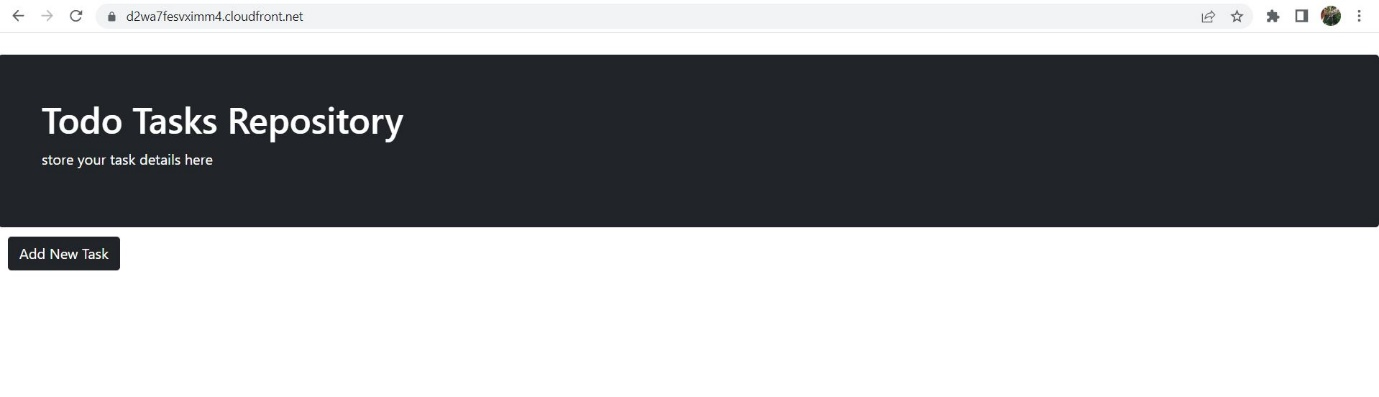 d2wa7fesvximm4.cloudfront.net
Todo Tasks Repository
store your task details here
Add New Task